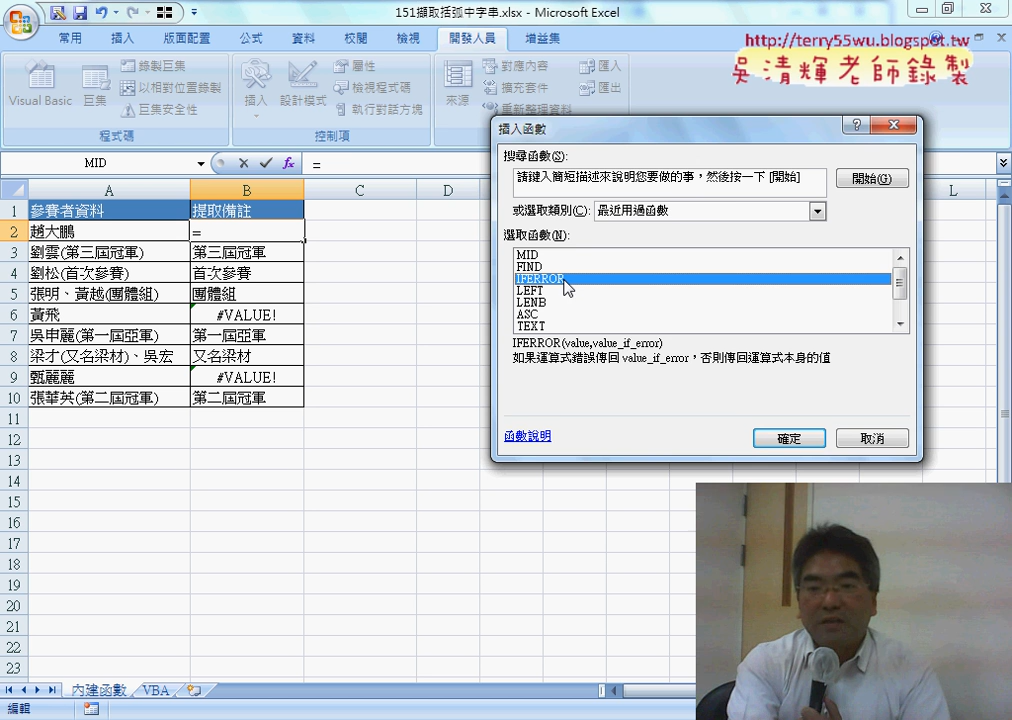 151擷取括弧中字串.xlsx - Microsoft Excel
常用 插入 版面配置 公式 資料 校閱 檢視 開發人員 增益集
http://terry55wu.blogspot.tw
吳清輝老師錄製
Visual Basic 巨集 錄製巨集 以相對位置錄製 巨集安全性
程式碼
插入 設計模式 屬性 檢視程式碼 執行對話方塊
控制項
來源 對應內容 擴充套件 重新整理資料 匯入 匯出
MID =
A B C D L
1 參賽者資料 提取備註
2 趙大鵬 =
3 劉雲(第三屆冠軍) 第三屆冠軍
4 劉松(首次參賽) 首次參賽
5 張明、黃越(團體組) 團體組
6 黃飛 #VALUE!
7 吳申麗(第一屆亞軍) 第一屆亞軍
8 梁才(又名梁材)、吳宏 又名梁材
9 甄麗麗 #VALUE!
10 張華英(第二屆冠軍) 第二屆冠軍
11
12
13
14
15
16
17
18
19
20
21
22
23
插入函數
搜尋函數(S):
請鍵入簡短描述來說明您要做的事，然後按一下 [開始]
開始(G)
或選取類別(C): 最近用過函數
選取函數(N):
MID
FIND
IFERROR
LEFT
LENB
ASC
TEXT
IFERROR(value,value_if_error)
如果運算式錯誤傳回 value_if_error，否則傳回運算式本身的值
函數說明
確定 取消
內建函數 VBA
編輯